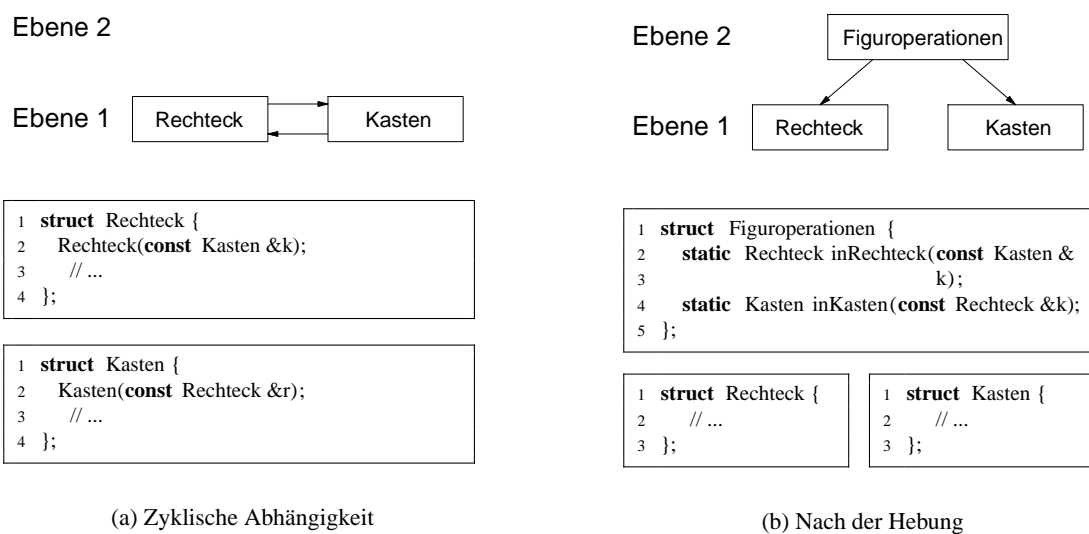 Ebene 2
Ebene 1
Rechteck
Kasten
1 struct Rechteck {
2 Rechteck(const Kasten &k);
3 // ...
4 };
1 struct Kasten {
2 Kasten(const Rechteck &r);
3 // ...
4 };
(a) Zyklische Abhängigkeit
Ebene 2
Figuroperationen
Ebene 1
Rechteck
Kasten
1 struct Figuroperationen {
2 static Rechteck inRechteck(const Kasten &
3 k);
4 static Kasten inKasten(const Rechteck &k);
5 };
1 struct Rechteck {
2 // ...
3 };
1 struct Kasten {
2 // ...
3 };
(b) Nach der Hebung